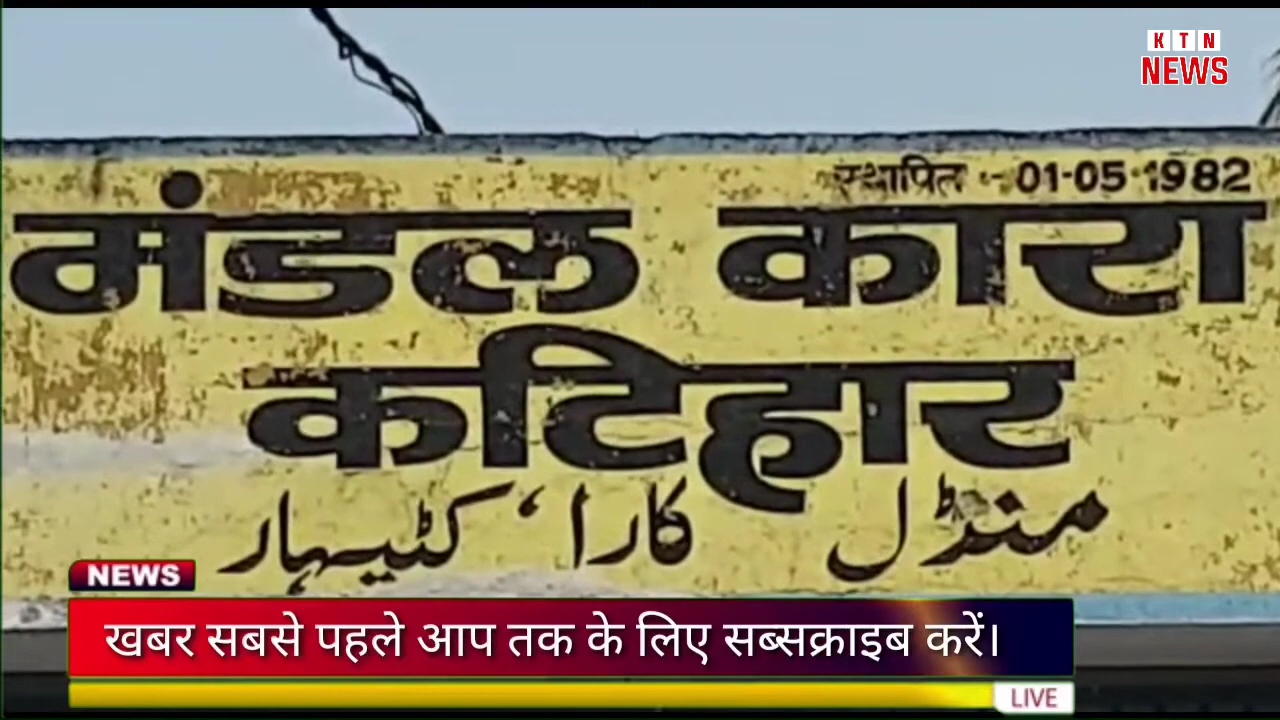 KTN
NEWS
स्थापित :- 01-05-1982
मंडल कारा
कटिहार
منڈل کارا، کٹیہار
NEWS
खबर सबसे पहले आप तक के लिए सब्सक्राइब करें।
LIVE